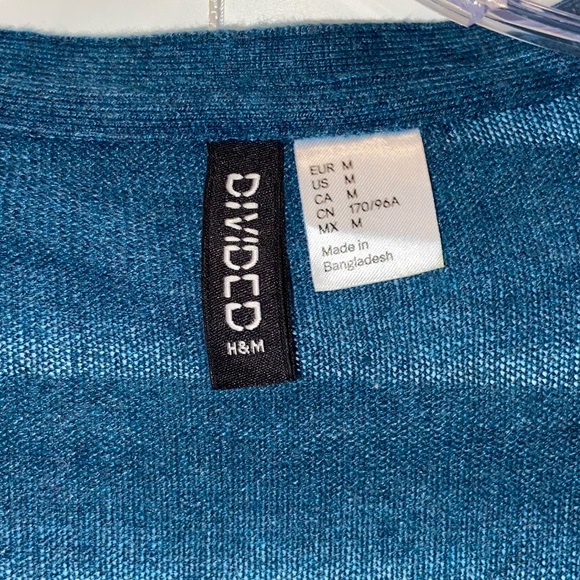 DIVIDED
H&M
EUR M
US M
CA M
CN 170/96A
MX M
Made in
Bangladesh